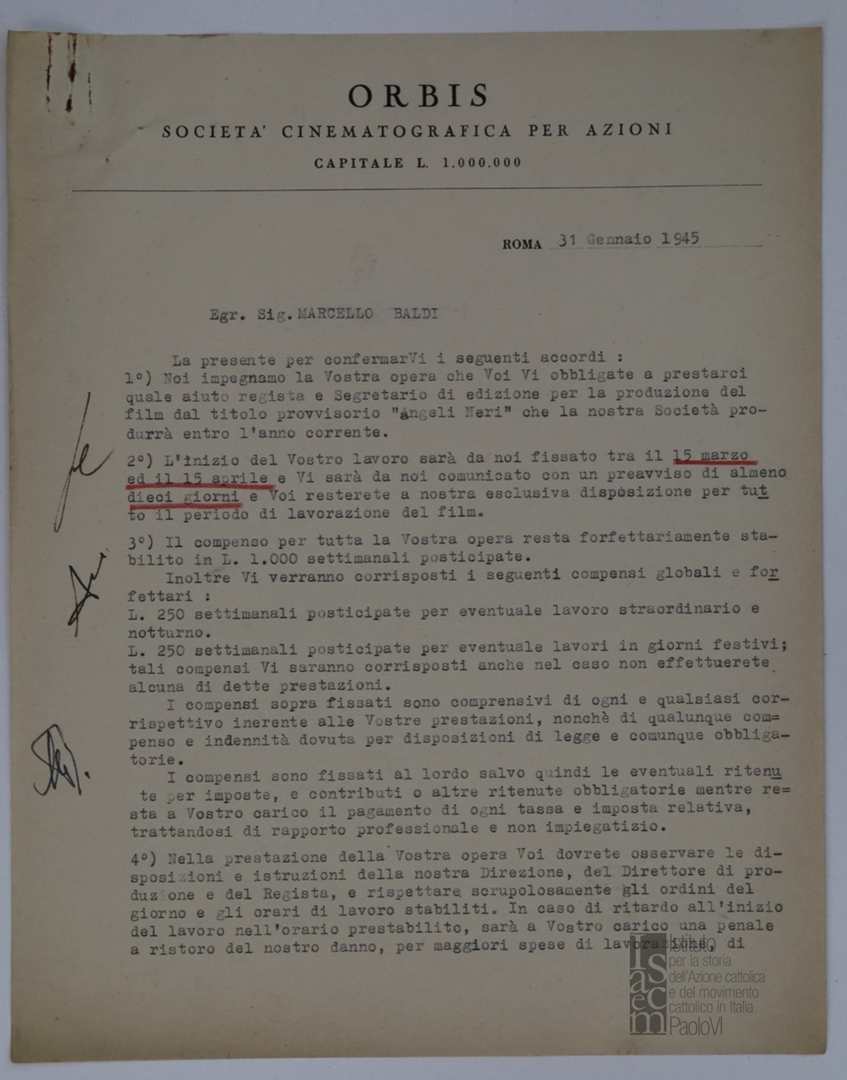 ORBIS
SOCIETA' CINEMATOGRAFICA PER AZIONI
CAPITALE L. 1.000.000
ROMA 31 Gennaio 1945
Egr. Sig. MARCELLO BALDI
La presente per confermarVi i seguenti accordi :
1°) Noi impegnamo la Vostra opera che Voi Vi obbligate a prestarci
quale aiuto regista e Segretario di edizione per la produzione del
film dal titolo provvisorio "Angeli Neri" che la nostra Società pro-
durrà entro l'anno corrente.
2°) L'inizio del Vostro lavoro sarà da noi fissato tra il 15 marzo
ed il 15 aprile e Vi sarà da noi comunicato con un preavviso di almeno
dieci giorni e Voi resterete a nostra esclusiva disposizione per tut
to il periodo di lavorazione del film.
3°) Il compenso per tutta la Vostra opera resta forfettariamente sta-
bilito in L. 1.000 settimanali posticipate.
Inoltre Vi verranno corrisposti i seguenti compensi globali e for
fettari :
L. 250 settimanali posticipate per eventuale lavoro straordinario e
notturno.
L. 250 settimanali posticipate per eventuale lavori in giorni festivi;
tali compensi Vi saranno corrisposti anche nel caso non effettuerete
alcuna di dette prestazioni.
I compensi sopra fissati sono comprensivi di ogni e qualsiasi cor-
rispettivo inerente alle Vostre prestazioni, nonchè di qualunque com=
penso e indennità dovuta per disposizioni di legge e comunque obbliga-
torie.
I compensi sono fissati al lordo salvo quindi le eventuali ritenu
te per imposte, e contributi o altre ritenute obbligatorie mentre re=
sta a Vostro carico il pagamento di ogni tassa e imposta relativa,
trattandosi di rapporto professionale e non impiegatizio.
4°) Nella prestazione della Vostra opera Voi dovrete osservare le di-
sposizioni e istruzioni della nostra Direzione, del Direttore di pro-
duzione e del Regista, e rispettare scrupolosamente gli ordini del
giorno e gli orari di lavoro stabiliti. In caso di ritardo all'inizio
del lavoro nell'orario prestabilito, sarà a Vostro carico una penale
a ristoro del nostro danno, per maggiori spese di lavorazione, di
isacem
Istituto
per la storia
dell'Azione cattolica
e del movimento
cattolico in Italia
PaoloVI